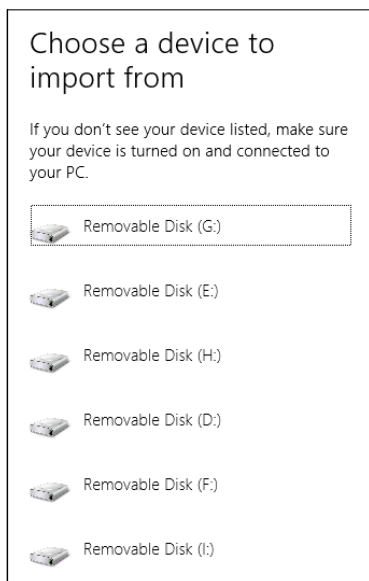 Choose a device to
import from
If you don't see your device listed, make sure
your device is turned on and connected to
your PC.
Removable Disk (G:)
Removable Disk (E:)
Removable Disk (H:)
Removable Disk (D:)
Removable Disk (F:)
Removable Disk (I:)